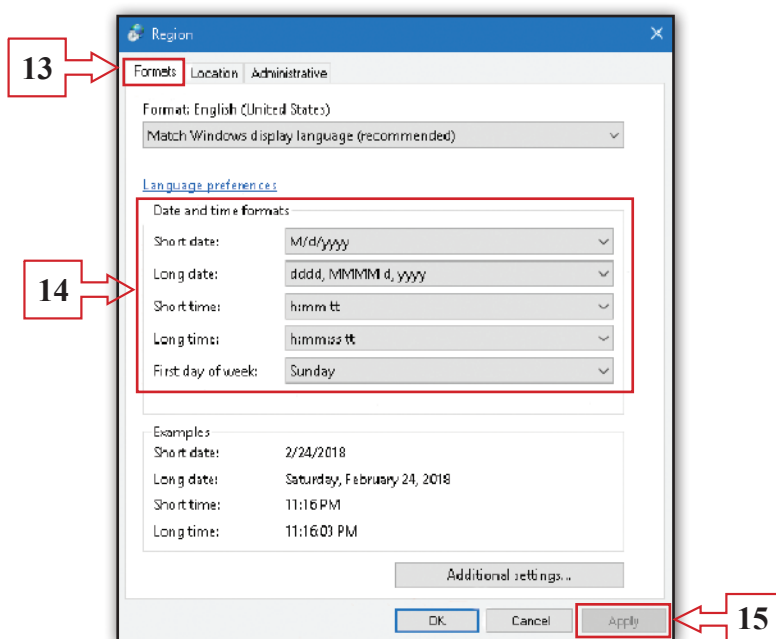 Region
13
Formats Location Administrative
Format: English (United States)
Match Windows display language (recommended)
Language preferences
Date and time formats
Short date: M/d/yyyy
14
Long date: dddd, MMMM d, yyyy
Short time: h:mm tt
Long time: h:mm:ss tt
First day of week: Sunday
Examples
Short date: 2/24/2018
Long date: Saturday, February 24, 2018
Short time: 11:16 PM
Long time: 11:16:03 PM
Additional settings...
OK Cancel Apply
15